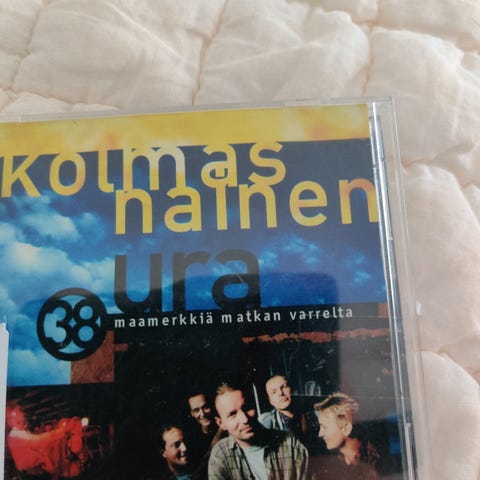 kolmas
nainen
ura
38 maamerkkiä matkan varrelta